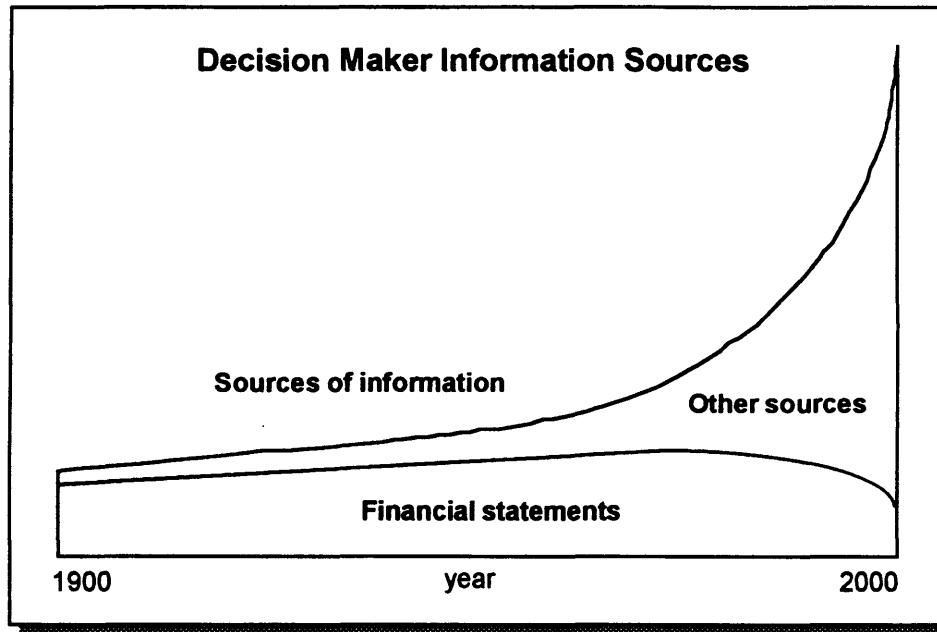 Decision Maker Information Sources
Sources of information
Other sources
Financial statements
1900
year
2000